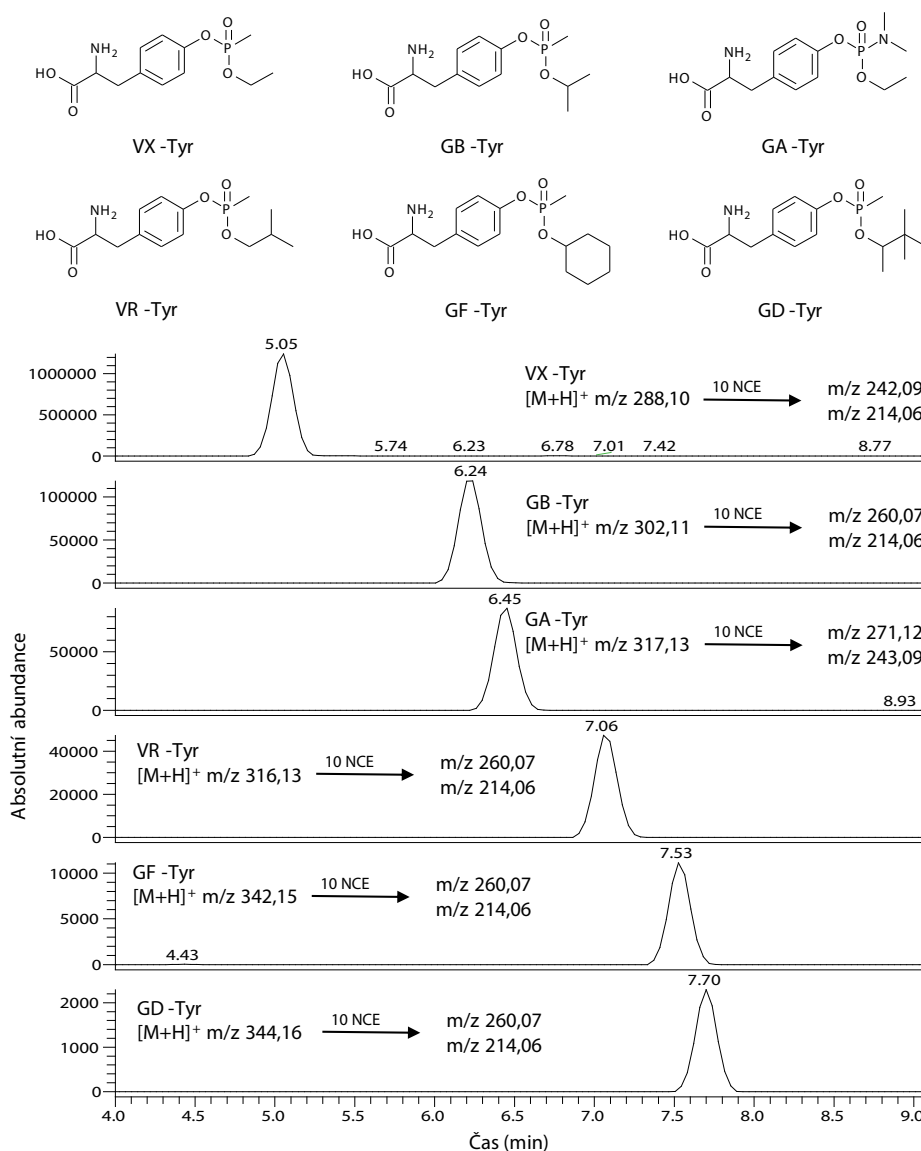 NH2
HO
O
O
O
P
O
VX -Tyr
NH2
HO
O
O
O
P
O
GB -Tyr
NH2
HO
O
O
O
P
N
O
GA -Tyr
NH2
HO
O
O
O
P
O
VR -Tyr
NH2
HO
O
O
O
P
O
GF -Tyr
NH2
HO
O
O
O
P
O
GD -Tyr
Absolutní abundance
5.05
1000000
500000
0
5.74 6.23 6.78 7.01 7.42 8.77
VX -Tyr
[M+H]+ m/z 288,10
10 NCE
m/z 242,09
m/z 214,06
6.24
100000
50000
0
GB -Tyr
[M+H]+ m/z 302,11
10 NCE
m/z 260,07
m/z 214,06
6.45
50000
0
GA -Tyr
[M+H]+ m/z 317,13
10 NCE
m/z 271,12
m/z 243,09
8.93
7.06
40000
20000
0
VR -Tyr
[M+H]+ m/z 316,13
10 NCE
m/z 260,07
m/z 214,06
7.53
10000
5000
0
GF -Tyr
[M+H]+ m/z 342,15
10 NCE
m/z 260,07
m/z 214,06
4.43
7.70
2000
1000
0
GD -Tyr
[M+H]+ m/z 344,16
10 NCE
m/z 260,07
m/z 214,06
4.0 4.5 5.0 5.5 6.0 6.5 7.0 7.5 8.0 8.5 9.0
Čas (min)